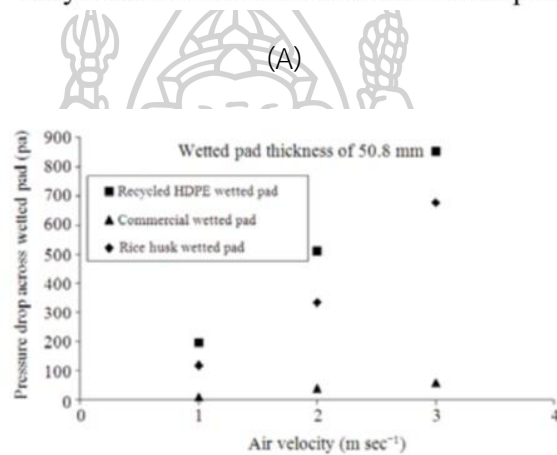 (A)
Wetted pad thickness of 50.8 mm
Recycled HDPE wetted pad
Commercial wetted pad
Rice husk wetted pad
Pressure drop across wetted pad (pa)
900
800
700
600
500
400
300
200
100
0
0 1 2 3 4
Air velocity (m sec⁻¹)